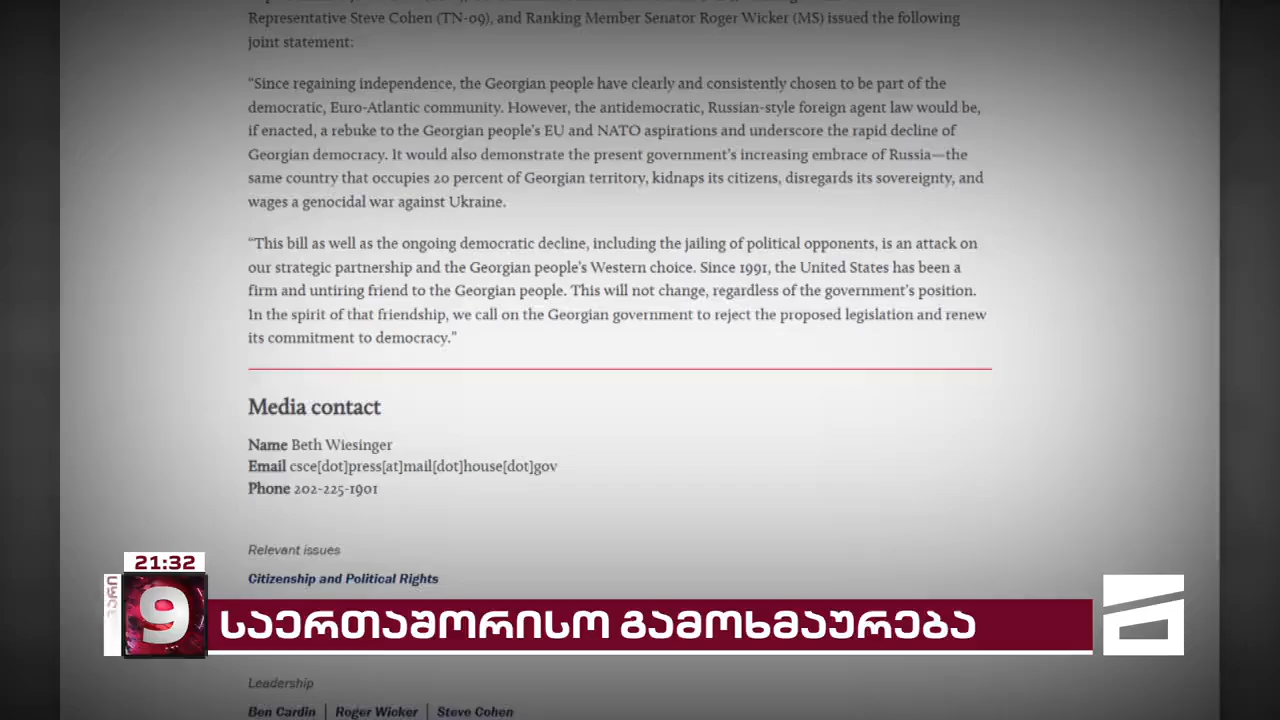 Representative Steve Cohen (TN-09), and Ranking Member Senator Roger Wicker (MS) issued the following
joint statement:
“Since regaining independence, the Georgian people have clearly and consistently chosen to be part of the
democratic, Euro-Atlantic community. However, the antidemocratic, Russian-style foreign agent law would be,
if enacted, a rebuke to the Georgian people’s EU and NATO aspirations and underscore the rapid decline of
Georgian democracy. It would also demonstrate the present government’s increasing embrace of Russia—the
same country that occupies 20 percent of Georgian territory, kidnaps its citizens, disregards its sovereignty, and
wages a genocidal war against Ukraine.
“This bill as well as the ongoing democratic decline, including the jailing of political opponents, is an attack on
our strategic partnership and the Georgian people’s Western choice. Since 1991, the United States has been a
firm and untiring friend to the Georgian people. This will not change, regardless of the government’s position.
In the spirit of that friendship, we call on the Georgian government to reject the proposed legislation and renew
its commitment to democracy.”
Media contact
Name Beth Wiesinger
Email csce[dot]press[at]mail[dot]house[dot]gov
Phone 202-225-1901
Relevant issues
Citizenship and Political Rights
21:32
9
საერთაშორისო გამოხმაურება
Leadership
Ben Cardin | Roger Wicker | Steve Cohen